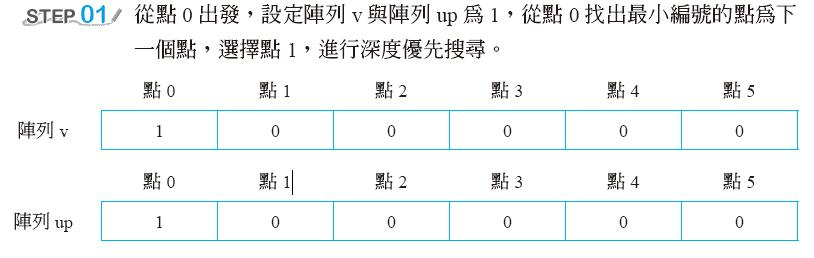 STEP 01 從點 0 出發，設定陣列 v 與陣列 up 為 1，從點 0 找出最小編號的點為下
一個點，選擇點 1，進行深度優先搜尋。
點 0 點 1 點 2 點 3 點 4 點 5
陣列 v 1 0 0 0 0 0
點 0 點 1 點 2 點 3 點 4 點 5
陣列 up 1 0 0 0 0 0